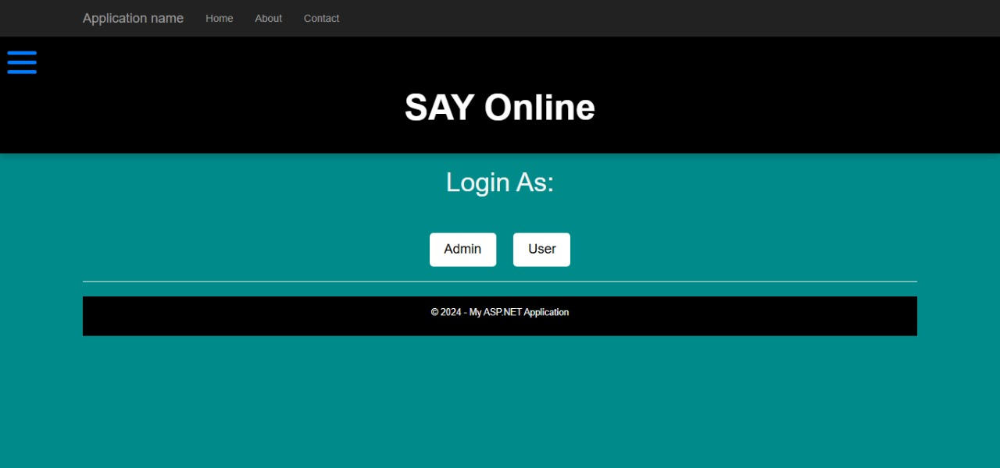 Application name Home About Contact
SAY Online
Login As:
Admin User
© 2024 - My ASP.NET Application